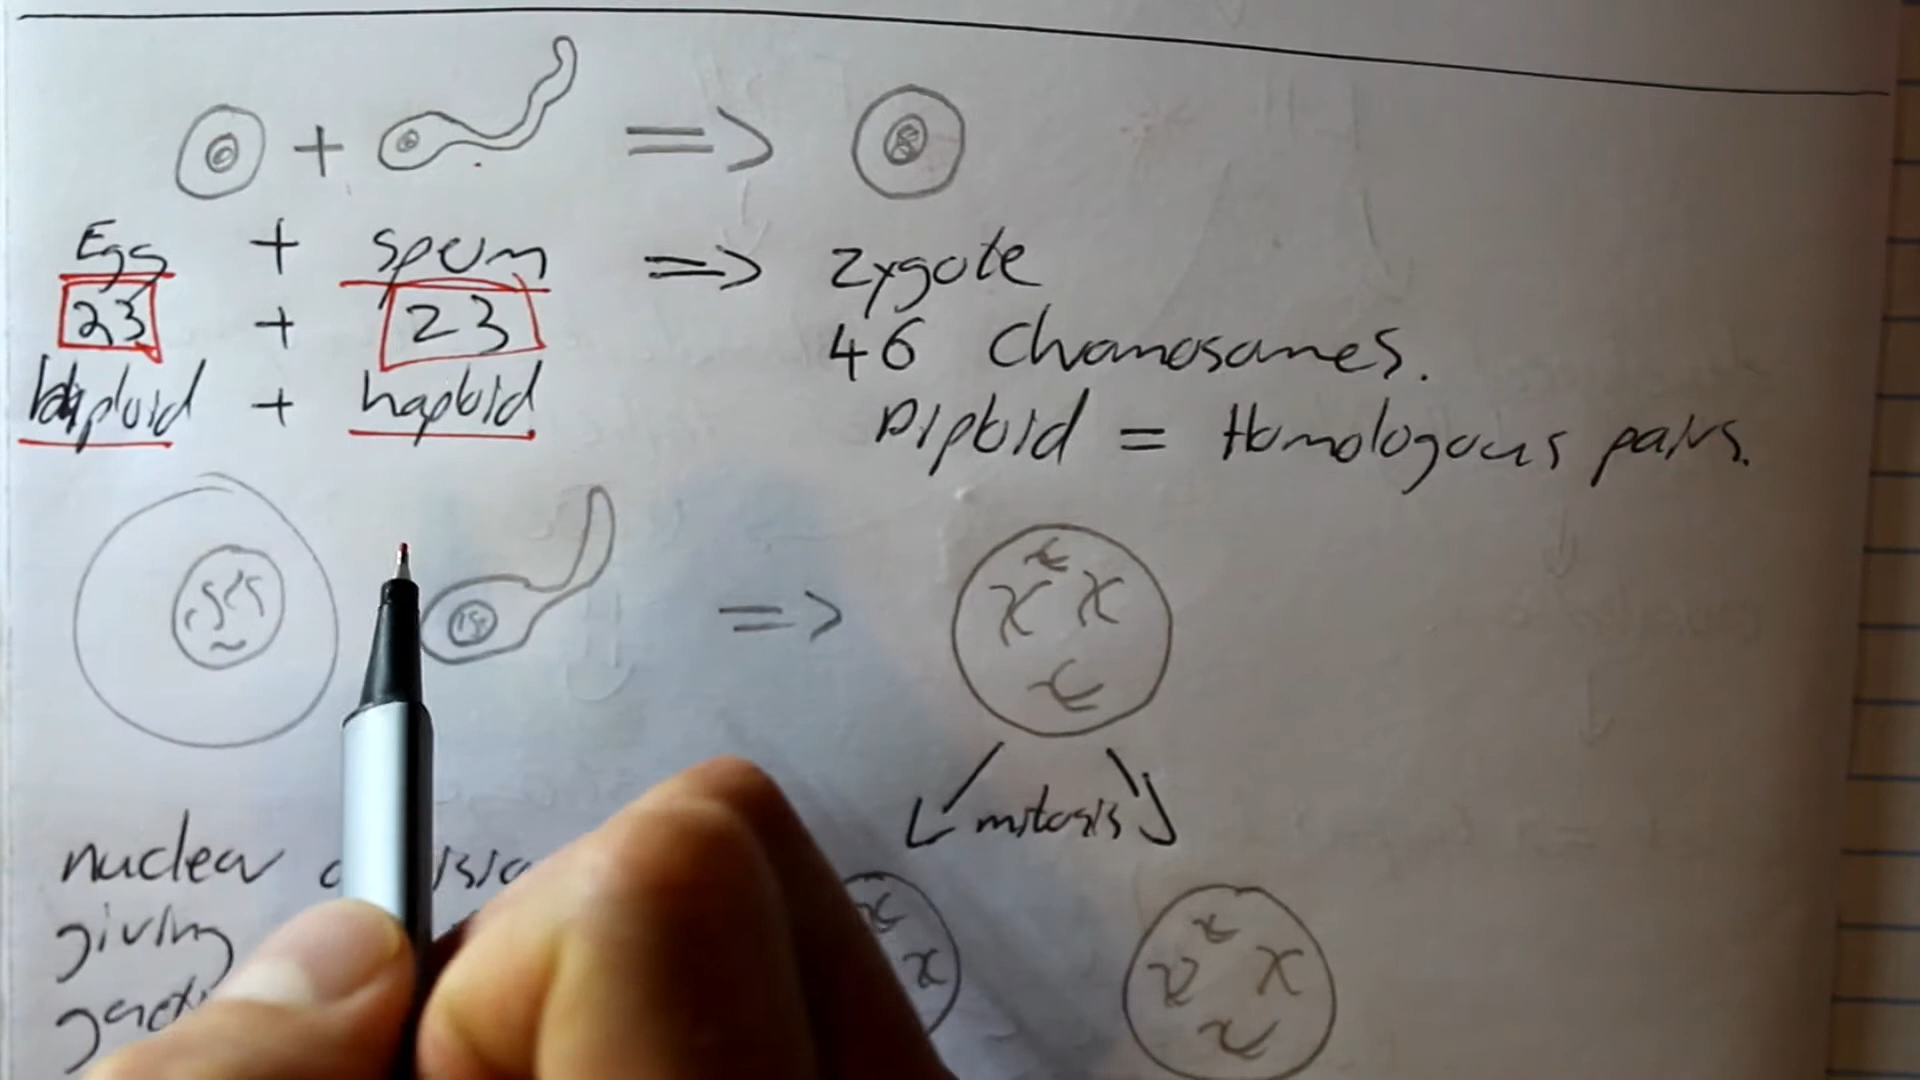 Egg + sperm => zygote
23 + 23 46 Chromosomes.
haploid + haploid Diploid = Homologous pairs.
mitosis
nuclear
giving